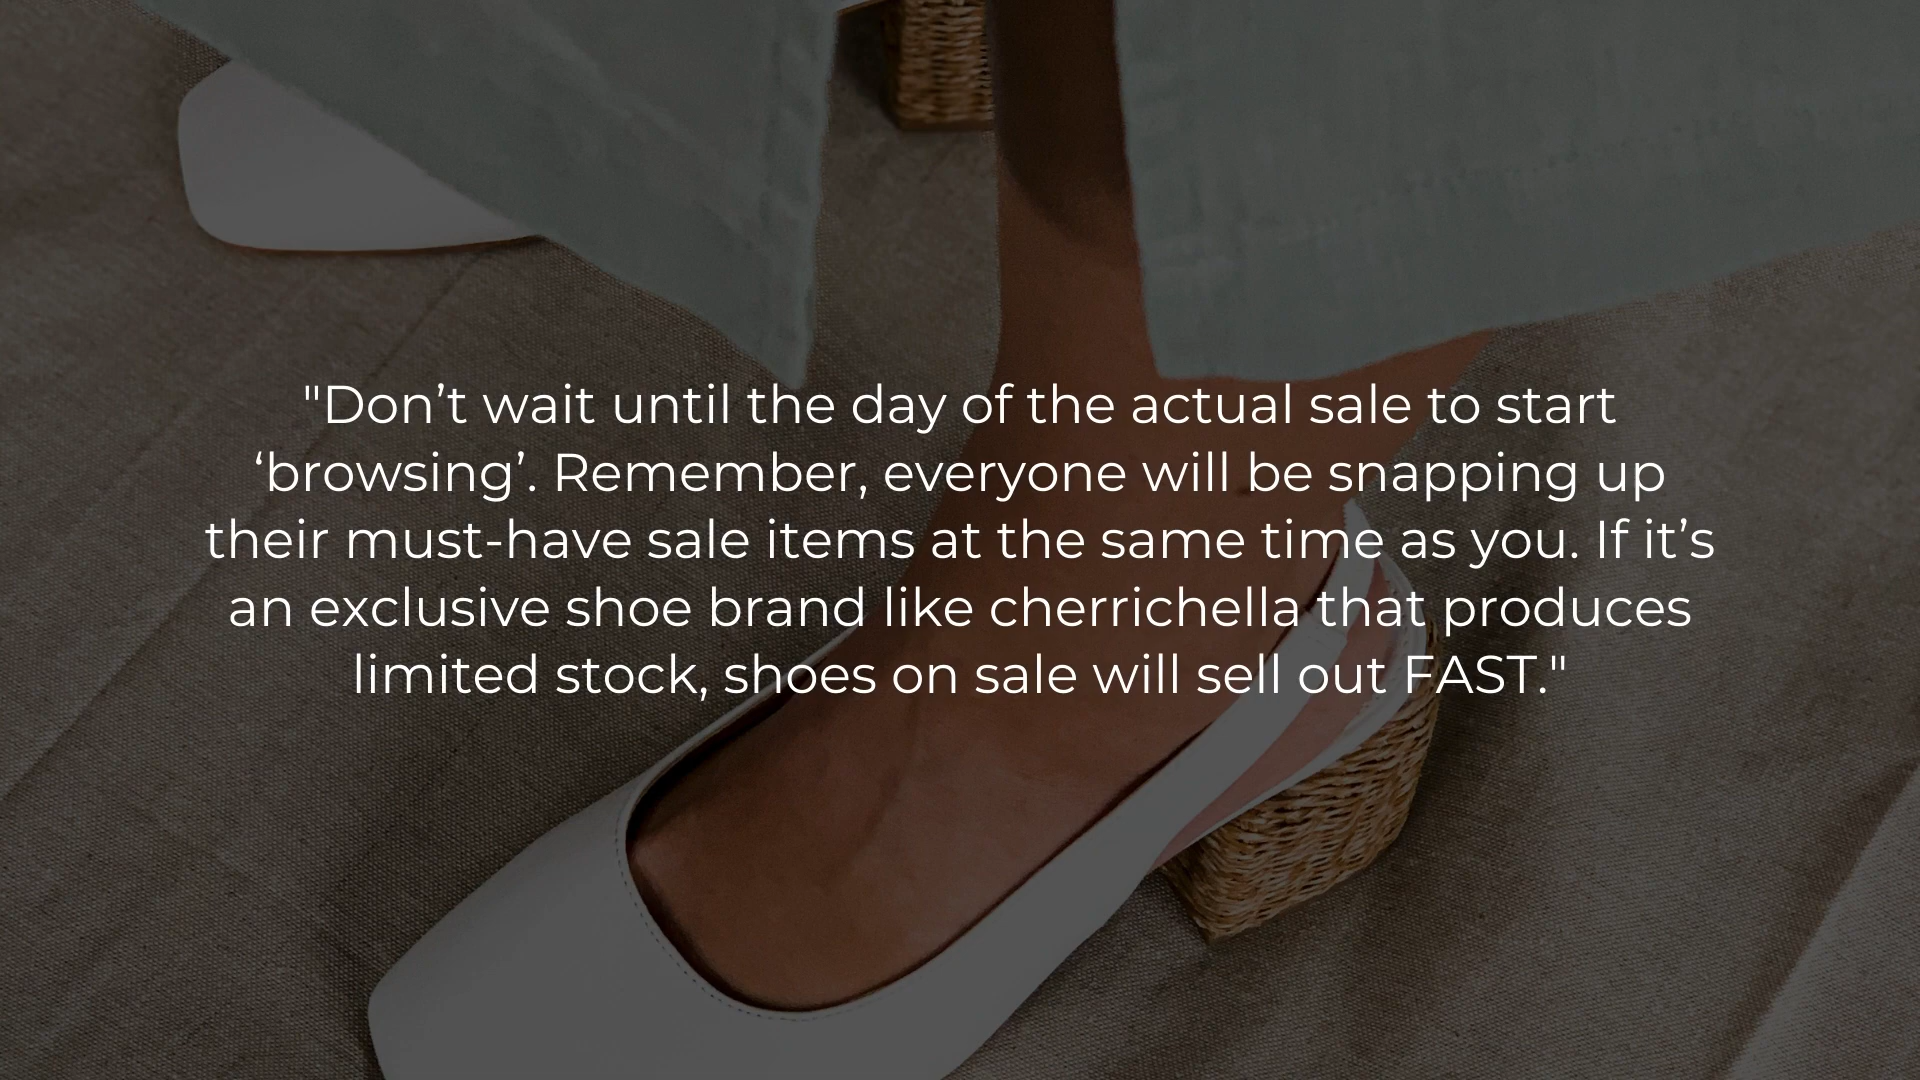 "Don’t wait until the day of the actual sale to start
‘browsing’. Remember, everyone will be snapping up
their must-have sale items at the same time as you. If it’s
an exclusive shoe brand like cherrichella that produces
limited stock, shoes on sale will sell out FAST."